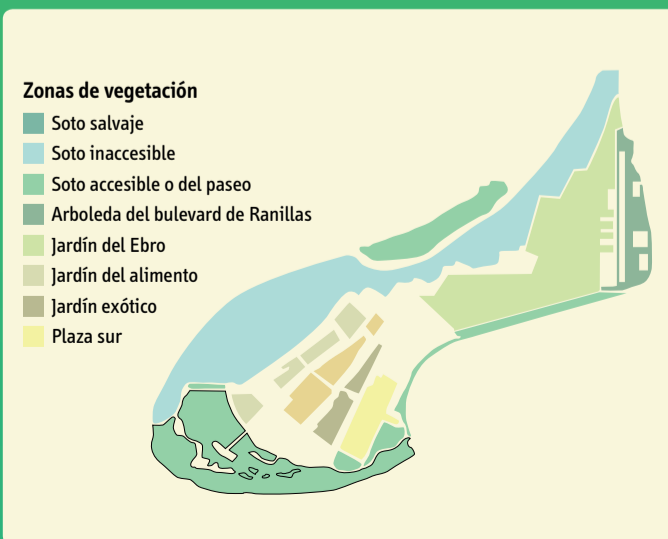 Zonas de vegetación
Soto salvaje
Soto inaccesible
Soto accesible o del paseo
Arboleda del bulevard de Ranillas
Jardín del Ebro
Jardín del alimento
Jardín exótico
Plaza sur